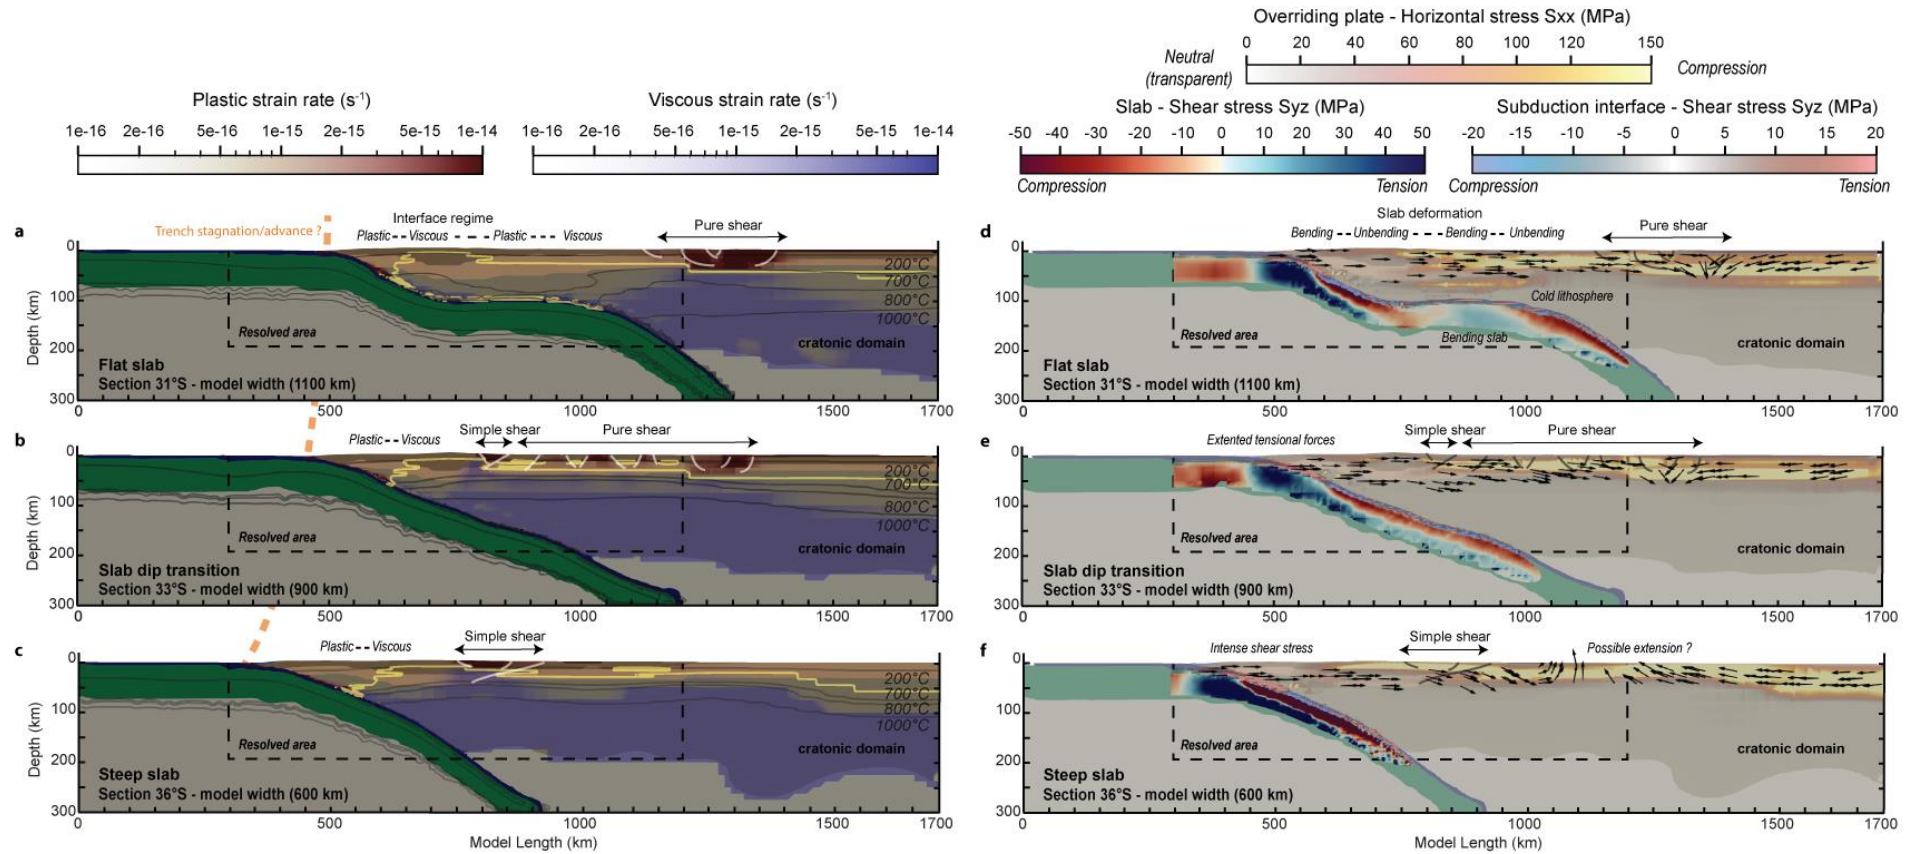 Overriding plate - Horizontal stress Sxx (MPa)
0 20 40 60 80 100 120 150
Neutral
(transparent)
Compression
Plastic strain rate (s-1)
1e-16 2e-16 5e-16 1e-15 2e-15 5e-15 1e-14
Viscous strain rate (s-1)
1e-16 2e-16 5e-16 1e-15 2e-15 5e-15 1e-14
Slab - Shear stress Syz (MPa)
-50 -40 -30 -20 -10 0 10 20 30 40 50
Compression Tension
Subduction interface - Shear stress Syz (MPa)
-20 -15 -10 -5 0 5 10 15 20
Compression Tension
a
Trench stagnation/advance ?
Interface regime
Plastic--Viscous - -- Plastic --- Viscous
Pure shear
0
100
200
300
Depth (km)
200°C
700°C
800°C
1000°C
Resolved area
cratonic domain
Flat slab
Section 31°S - model width (1100 km)
0 500 1000 1500 1700
b
Plastic--Viscous
Simple shear
Pure shear
0
100
200
300
Depth (km)
200°C
700°C
800°C
1000°C
Resolved area
cratonic domain
Slab dip transition
Section 33°S - model width (900 km)
0 500 1000 1500 1700
c
Plastic--Viscous
Simple shear
0
100
200
300
Depth (km)
200°C
700°C
800°C
1000°C
Resolved area
cratonic domain
Steep slab
Section 36°S - model width (600 km)
0 500 1000 1500 1700
Model Length (km)
d
Slab deformation
Bending --Unbending - --Bending-- Unbending
Pure shear
0
100
200
300
Cold lithosphere
Resolved area
Bending slab
cratonic domain
Flat slab
Section 31°S - model width (1100 km)
0 500 1000 1500 1700
e
Extented tensional forces
Simple shear
Pure shear
0
100
200
300
Resolved area
cratonic domain
Slab dip transition
Section 33°S - model width (900 km)
0 500 1000 1500 1700
f
Intense shear stress
Simple shear
Possible extension ?
0
100
200
300
Resolved area
cratonic domain
Steep slab
Section 36°S - model width (600 km)
0 500 1000 1500 1700
Model Length (km)